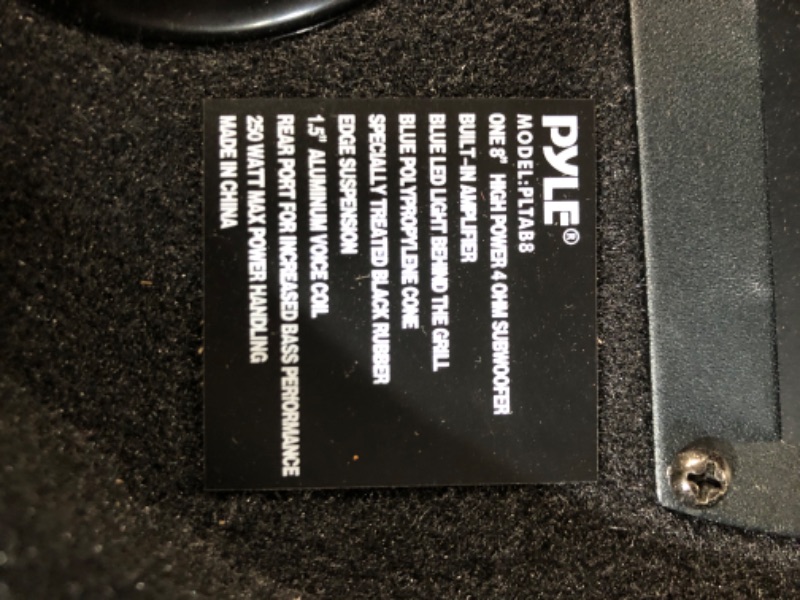 PYLE®
MODEL:PLTAB8
ONE 8" HIGH POWER 4 OHM SUBWOOFER
BUILT-IN AMPLIFIER
BLUE LED LIGHT BEHIND THE GRILL
BLUE POLYPROPYLENE CONE
SPECIALLY TREATED BLACK RUBBER
EDGE SUSPENSION
1.5" ALUMINUM VOICE COIL
REAR PORT FOR INCREASED BASS PERFORMANCE
250 WATT MAX POWER HANDLING
MADE IN CHINA